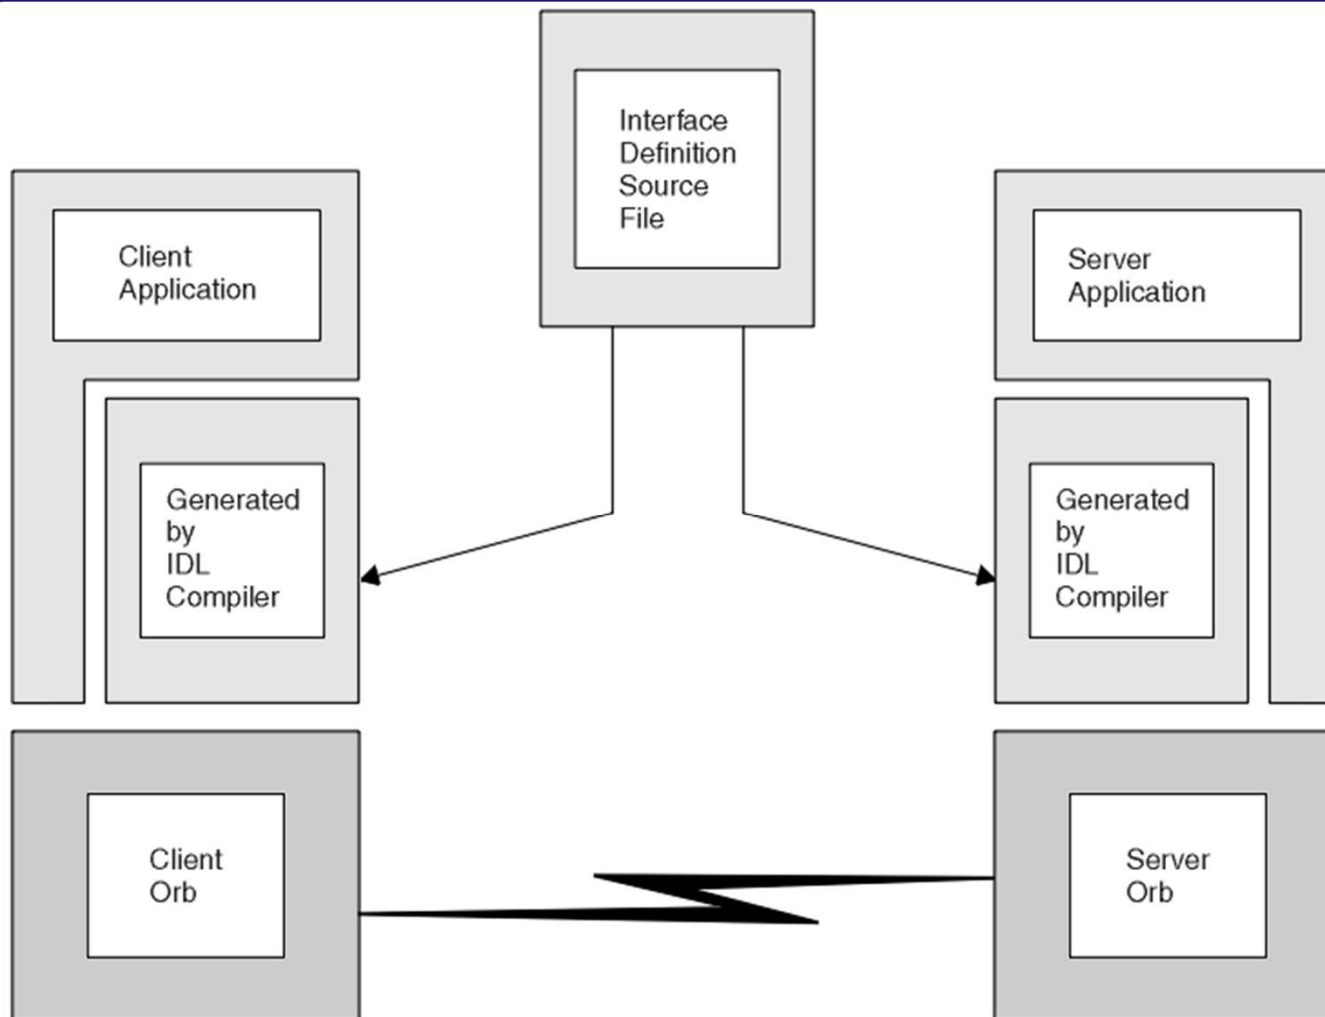 Interface
Definition
Source
File
Client
Application
Server
Application
Generated
by
IDL
Compiler
Generated
by
IDL
Compiler
Client
Orb
Server
Orb